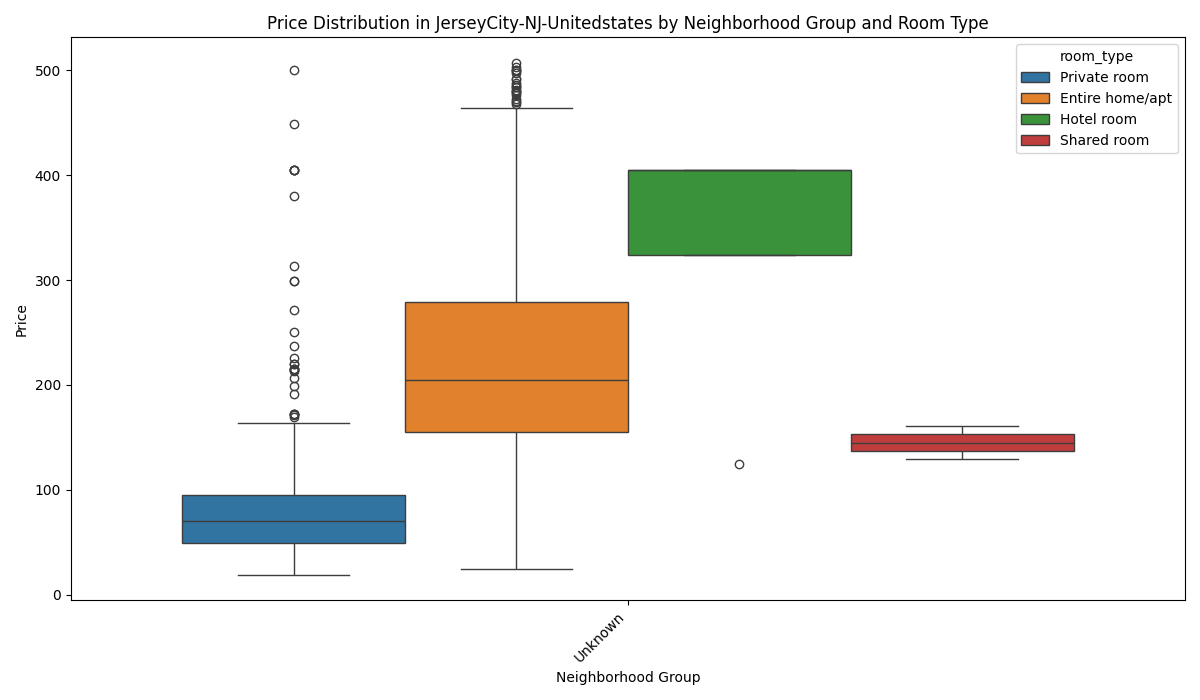 Price Distribution in JerseyCity-NJ-Unitedstates by Neighborhood Group and Room Type
room_type
Private room
Entire home/apt
Hotel room
Shared room
Price
500
400
300
200
100
0
Unknown
Neighborhood Group